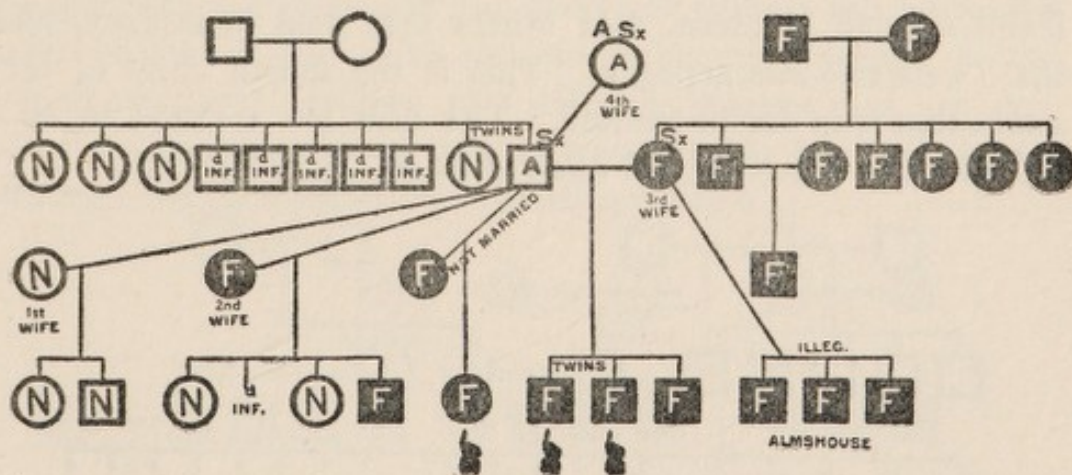 A Sx
A
F F
4th
WIFE
TWINS Sx Sx
N N N d. INF. d. INF. d. INF. d. INF. d. INF. N A F F F F F F F
3rd
WIFE
NOT MARRIED
N F F F
1st
WIFE
2nd
WIFE
ILLEG.
TWINS
N N N d INF. N F F F F F F F F
ALMSHOUSE